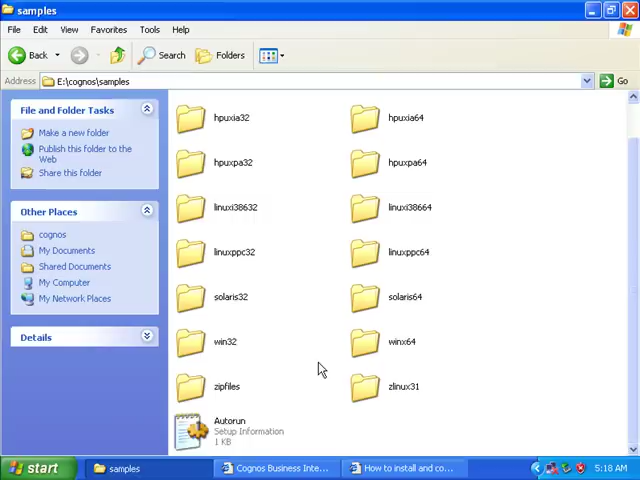 samples
File Edit View Favorites Tools Help
Back Search Folders
Address E:\cognos\samples Go
File and Folder Tasks
Make a new folder
Publish this folder to the
Web
Share this folder
Other Places
cognos
My Documents
Shared Documents
My Computer
My Network Places
Details
hpuxia32 hpuxia64
hpuxpa32 hpuxpa64
linuxi38632 linuxi38664
linuxppc32 linuxppc64
solaris32 solaris64
win32 winx64
zipfiles zlinux31
Autorun
Setup Information
1 KB
start samples Cognos Business Inte... How to install and co... 5:18 AM